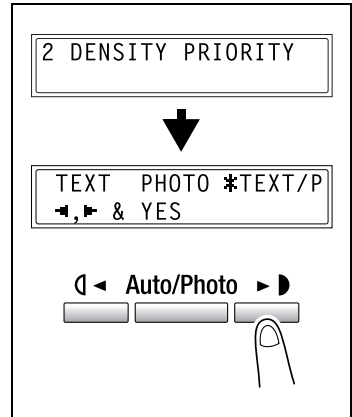 2 DENSITY PRIORITY
TEXT PHOTO *TEXT/P
◄,► & YES
◄ Auto/Photo ►